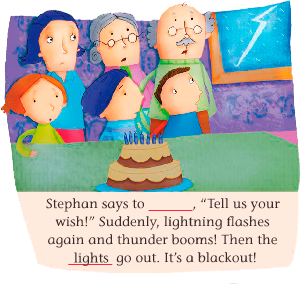 Stephan says to ______, “Tell us your
wish!” Suddenly, lightning flashes
again and thunder booms! Then the
lights go out. It’s a blackout!